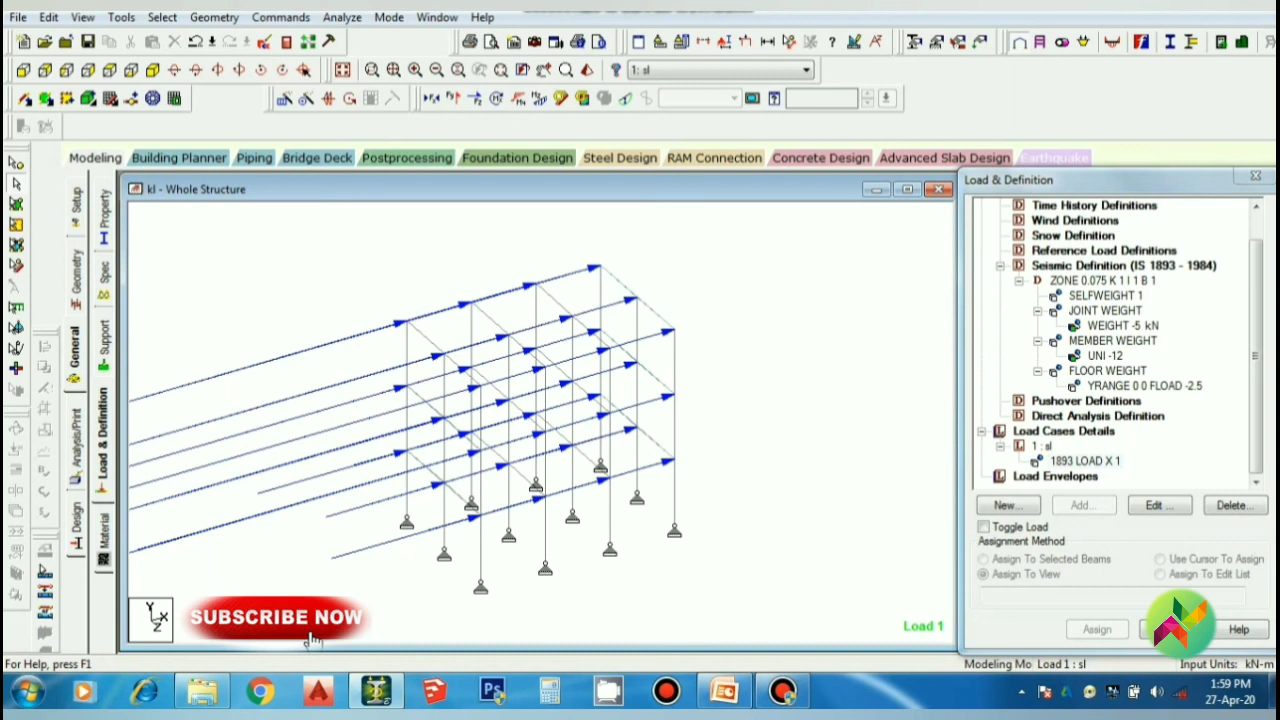 File Edit View Tools Select Geometry Commands Analyze Mode Window Help
1: sl
Modeling Building Planner Piping Bridge Deck Postprocessing Foundation Design Steel Design RAM Connection Concrete Design Advanced Slab Design Earthquake
Setup
Geometry
General
Analysis/Print
Design
Property
Spec
Support
Load & Definition
Material
kl - Whole Structure
Y
X
Z
SUBSCRIBE NOW
Load 1
Load & Definition
Time History Definitions
Wind Definitions
Snow Definition
Reference Load Definitions
Seismic Definition (IS 1893 - 1984)
ZONE 0.075 K 1 I 1 B 1
SELFWEIGHT 1
JOINT WEIGHT
WEIGHT -5 kN
MEMBER WEIGHT
UNI -12
FLOOR WEIGHT
YRANGE 0 0 FLOAD -2.5
Pushover Definitions
Direct Analysis Definition
Load Cases Details
1 : sl
1893 LOAD X 1
Load Envelopes
New... Add... Edit ... Delete...
Toggle Load
Assignment Method
Assign To Selected Beams Use Cursor To Assign
Assign To View Assign To Edit List
Assign Help
For Help, press F1 Modeling Mo Load 1 : sl Input Units: kN-m
1:59 PM
27-Apr-20